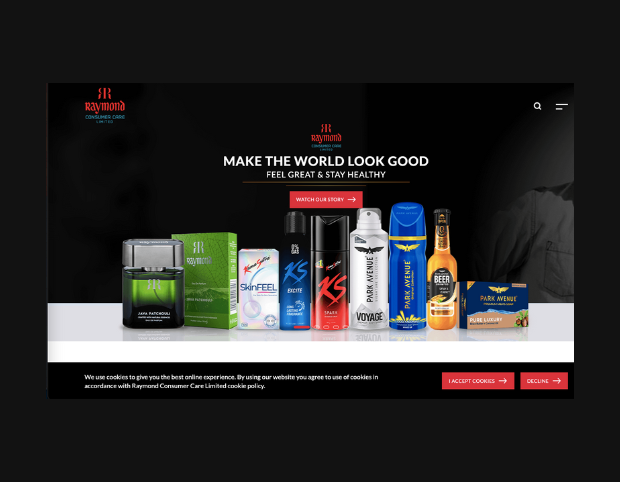 Raymond
CONSUMER CARE
LIMITED
Raymond
CONSUMER CARE
MAKE THE WORLD LOOK GOOD
FEEL GREAT & STAY HEALTHY
WATCH OUR STORY
Raymond
JAVA PATCHOULI
KamaSutra
SkinFEEL
0%
GAS
KS
EXCITE
KS
SPARK
PARK AVENUE
VOYAGE
PARK AVENUE
BEER
PARK AVENUE
PURE LUXURY
We use cookies to give you the best online experience. By using our website you agree to use of cookies in
accordance with Raymond Consumer Care Limited cookie policy.
I ACCEPT COOKIES
DECLINE